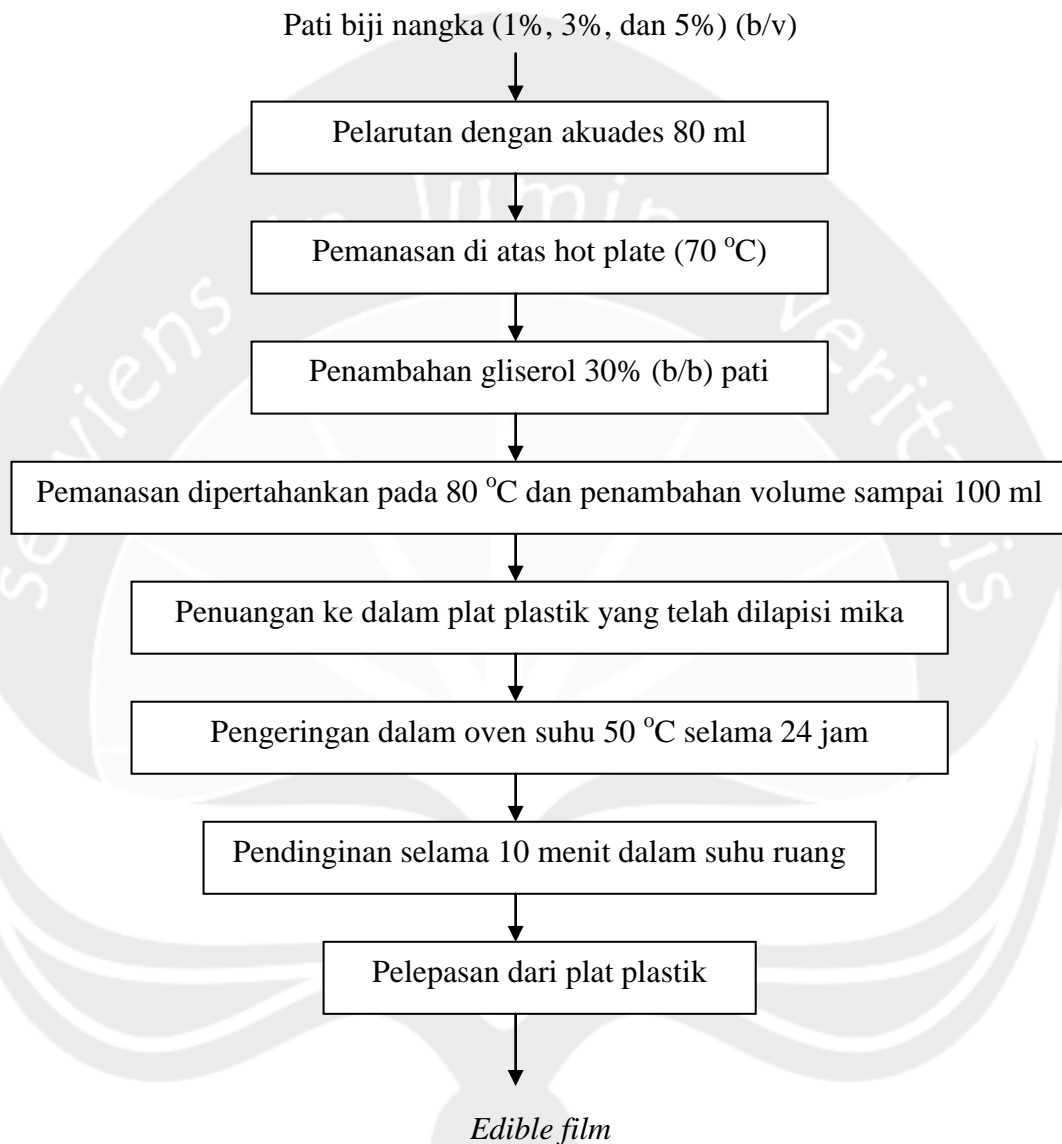 Pati biji nangka (1%, 3%, dan 5%) (b/v)
Pelarutan dengan akuades 80 ml
Pemanasan di atas hot plate (70 °C)
Penambahan gliserol 30% (b/b) pati
Pemanasan dipertahankan pada 80 °C dan penambahan volume sampai 100 ml
Penuangan ke dalam plat plastik yang telah dilapisi mika
Pengeringan dalam oven suhu 50 °C selama 24 jam
Pendinginan selama 10 menit dalam suhu ruang
Pelepasan dari plat plastik
Edible film